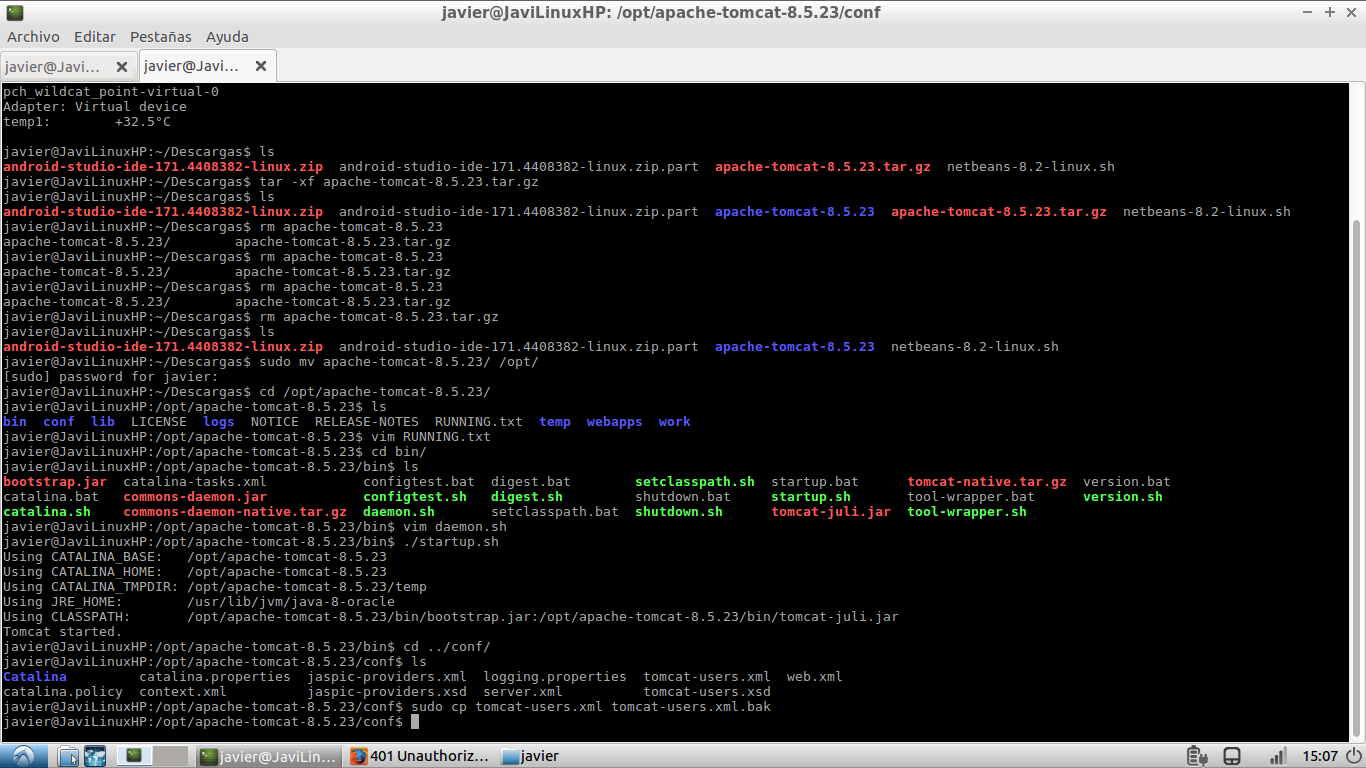 javier@JaviLinuxHP: /opt/apache-tomcat-8.5.23/conf
Archivo Editar Pestañas Ayuda
javier@Javi... javier@Javi...
pch_wildcat_point-virtual-0
Adapter: Virtual device
temp1: +32.5°C
javier@JaviLinuxHP:~/Descargas$ ls
android-studio-ide-171.4408382-linux.zip android-studio-ide-171.4408382-linux.zip.part apache-tomcat-8.5.23.tar.gz netbeans-8.2-linux.sh
javier@JaviLinuxHP:~/Descargas$ tar -xf apache-tomcat-8.5.23.tar.gz
javier@JaviLinuxHP:~/Descargas$ ls
android-studio-ide-171.4408382-linux.zip android-studio-ide-171.4408382-linux.zip.part apache-tomcat-8.5.23 apache-tomcat-8.5.23.tar.gz netbeans-8.2-linux.sh
javier@JaviLinuxHP:~/Descargas$ rm apache-tomcat-8.5.23
apache-tomcat-8.5.23/ apache-tomcat-8.5.23.tar.gz
javier@JaviLinuxHP:~/Descargas$ rm apache-tomcat-8.5.23
apache-tomcat-8.5.23/ apache-tomcat-8.5.23.tar.gz
javier@JaviLinuxHP:~/Descargas$ rm apache-tomcat-8.5.23
apache-tomcat-8.5.23/ apache-tomcat-8.5.23.tar.gz
javier@JaviLinuxHP:~/Descargas$ rm apache-tomcat-8.5.23.tar.gz
javier@JaviLinuxHP:~/Descargas$ ls
android-studio-ide-171.4408382-linux.zip android-studio-ide-171.4408382-linux.zip.part apache-tomcat-8.5.23 netbeans-8.2-linux.sh
javier@JaviLinuxHP:~/Descargas$ sudo mv apache-tomcat-8.5.23/ /opt/
[sudo] password for javier:
javier@JaviLinuxHP:~/Descargas$ cd /opt/apache-tomcat-8.5.23/
javier@JaviLinuxHP:/opt/apache-tomcat-8.5.23$ ls
bin conf lib LICENSE logs NOTICE RELEASE-NOTES RUNNING.txt temp webapps work
javier@JaviLinuxHP:/opt/apache-tomcat-8.5.23$ vim RUNNING.txt
javier@JaviLinuxHP:/opt/apache-tomcat-8.5.23$ cd bin/
javier@JaviLinuxHP:/opt/apache-tomcat-8.5.23/bin$ ls
bootstrap.jar catalina-tasks.xml configtest.bat digest.bat setclasspath.sh startup.bat tomcat-native.tar.gz version.bat
catalina.bat commons-daemon.jar configtest.sh digest.sh shutdown.bat startup.sh tool-wrapper.bat version.sh
catalina.sh commons-daemon-native.tar.gz daemon.sh setclasspath.bat shutdown.sh tomcat-juli.jar tool-wrapper.sh
javier@JaviLinuxHP:/opt/apache-tomcat-8.5.23/bin$ vim daemon.sh
javier@JaviLinuxHP:/opt/apache-tomcat-8.5.23/bin$ ./startup.sh
Using CATALINA_BASE: /opt/apache-tomcat-8.5.23
Using CATALINA_HOME: /opt/apache-tomcat-8.5.23
Using CATALINA_TMPDIR: /opt/apache-tomcat-8.5.23/temp
Using JRE_HOME: /usr/lib/jvm/java-8-oracle
Using CLASSPATH: /opt/apache-tomcat-8.5.23/bin/bootstrap.jar:/opt/apache-tomcat-8.5.23/bin/tomcat-juli.jar
Tomcat started.
javier@JaviLinuxHP:/opt/apache-tomcat-8.5.23/bin$ cd ../conf/
javier@JaviLinuxHP:/opt/apache-tomcat-8.5.23/conf$ ls
Catalina catalina.properties jaspic-providers.xml logging.properties tomcat-users.xml web.xml
catalina.policy context.xml jaspic-providers.xsd server.xml tomcat-users.xsd
javier@JaviLinuxHP:/opt/apache-tomcat-8.5.23/conf$ sudo cp tomcat-users.xml tomcat-users.xml.bak
javier@JaviLinuxHP:/opt/apache-tomcat-8.5.23/conf$
javier@JaviLin... 401 Unauthoriz... javier 15:07